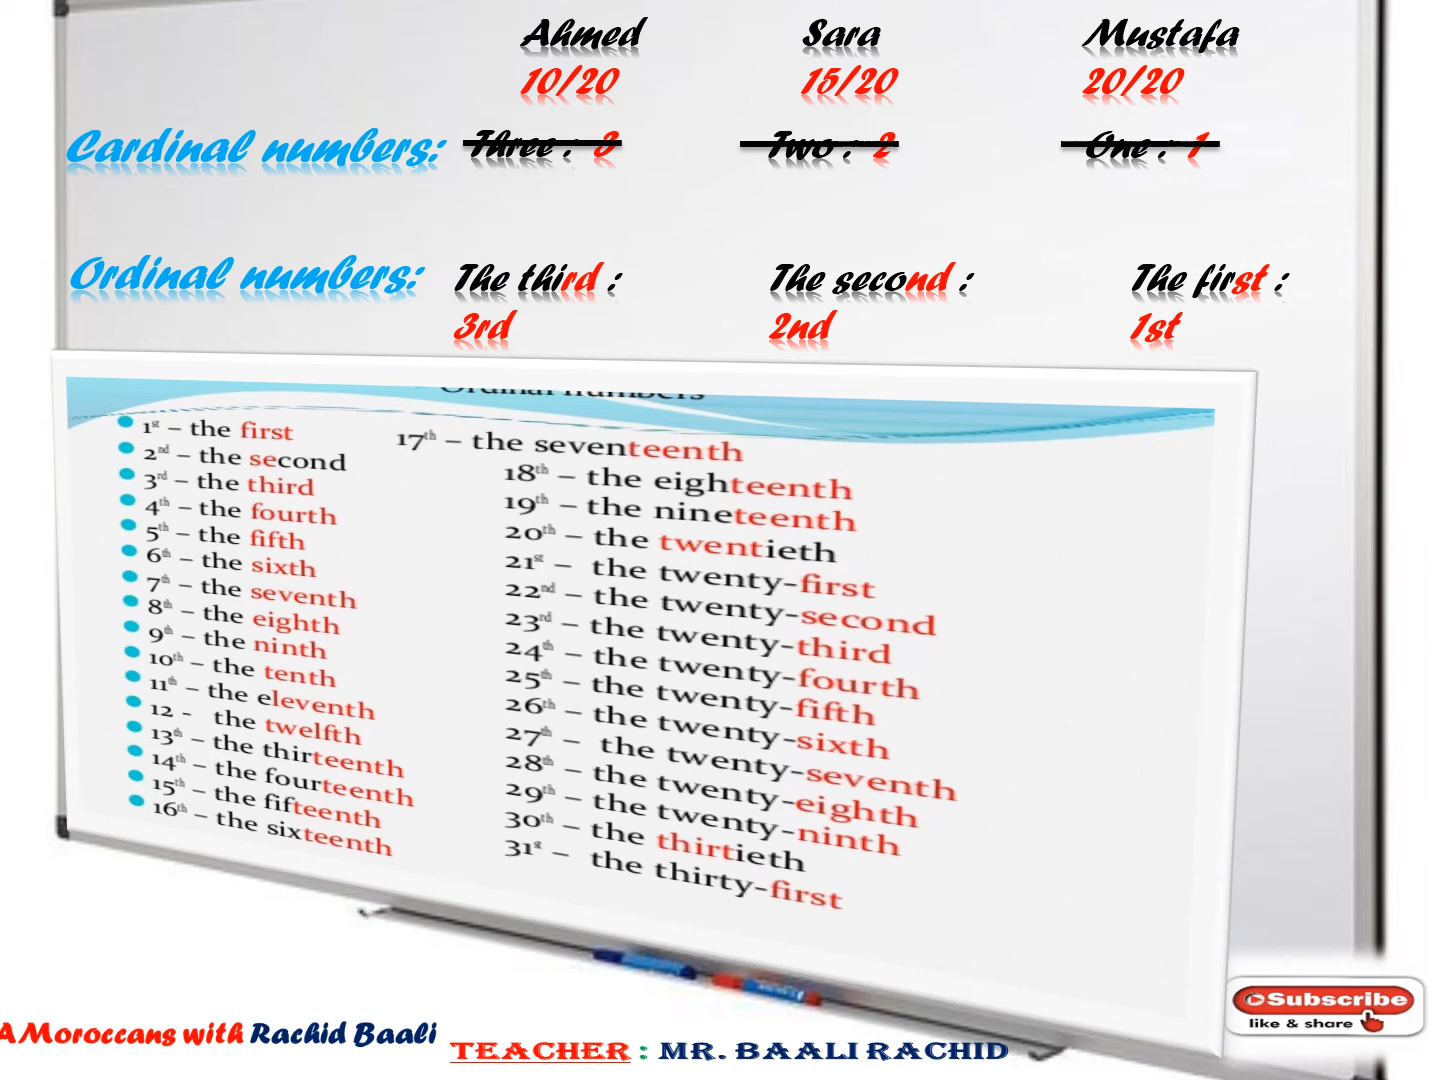 Ahmed Sara Mustafa
10/20 15/20 20/20
Cardinal numbers: Three : 3 Two : 2 One : 1
Ordinal numbers: The third : The second : The first :
3rd 2nd 1st
Ordinal numbers
1st – the first
2nd – the second
3rd – the third
4th – the fourth
5th – the fifth
6th – the sixth
7th – the seventh
8th – the eighth
9th – the ninth
10th – the tenth
11th – the eleventh
12 - the twelfth
13th – the thirteenth
14th – the fourteenth
15th – the fifteenth
16th – the sixteenth
17th – the seventeenth
18th – the eighteenth
19th – the nineteenth
20th – the twentieth
21st – the twenty-first
22nd – the twenty-second
23rd – the twenty-third
24th – the twenty-fourth
25th – the twenty-fifth
26th – the twenty-sixth
27th – the twenty-seventh
28th – the twenty-eighth
29th – the twenty-ninth
30th – the thirtieth
31st – the thirty-first
Subscribe
like & share
A Moroccans with Rachid Baali
TEACHER : MR. BAALI RACHID